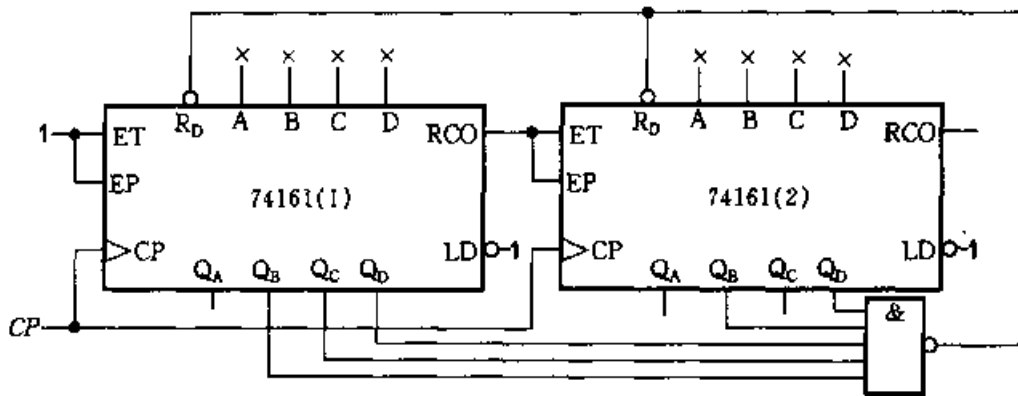 × × × × × × × ×
R_D A B C D R_D A B C D
1 ET RCO ET RCO
EP EP
74161(1) 74161(2)
CP LD 1 CP LD 1
Q_A Q_B Q_C Q_D Q_A Q_B Q_C Q_D
&
CP